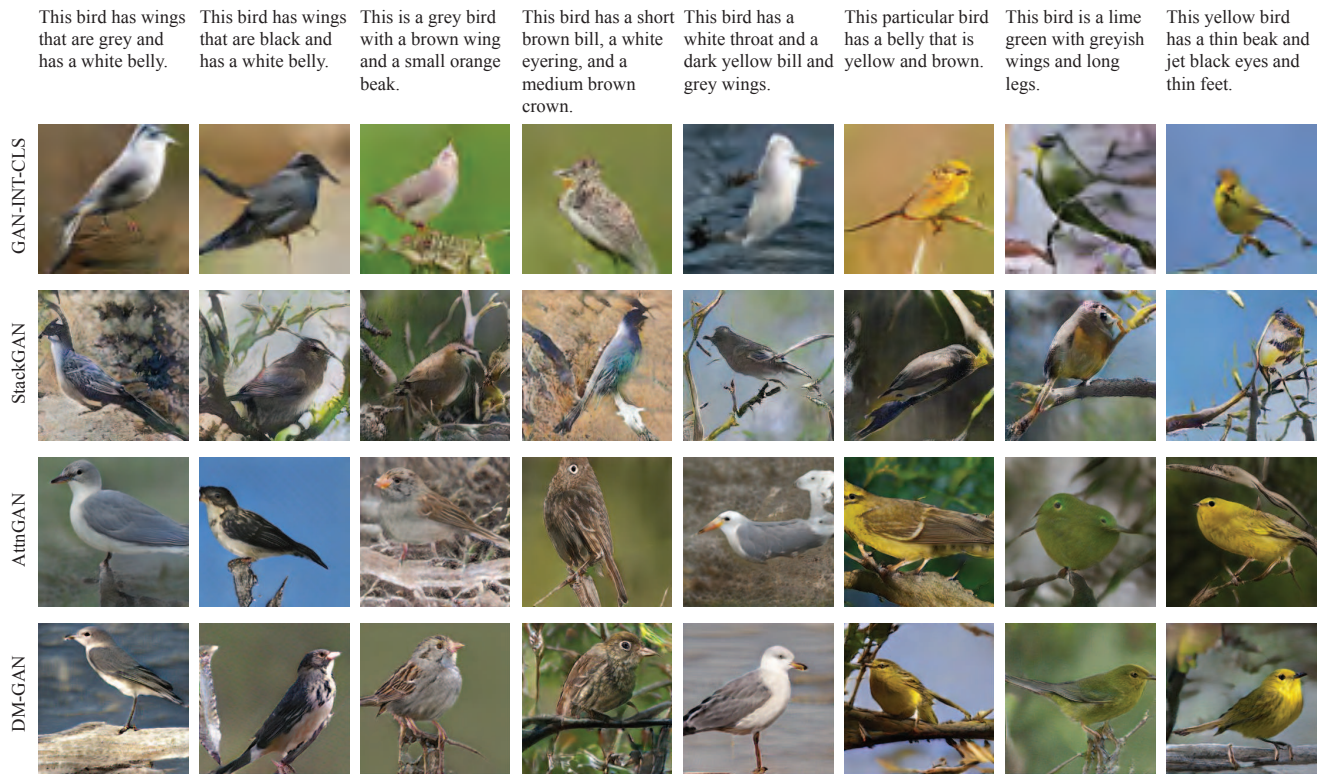 This bird has wings
that are grey and
has a white belly.
This bird has wings
that are black and
has a white belly.
This is a grey bird
with a brown wing
and a small orange
beak.
This bird has a short
brown bill, a white
eyering, and a
medium brown
crown.
This bird has a
white throat and a
dark yellow bill and
grey wings.
This particular bird
has a belly that is
yellow and brown.
This bird is a lime
green with greyish
wings and long
legs.
This yellow bird
has a thin beak and
jet black eyes and
thin feet.
GAN-INT-CLS
StackGAN
AttnGAN
DM-GAN